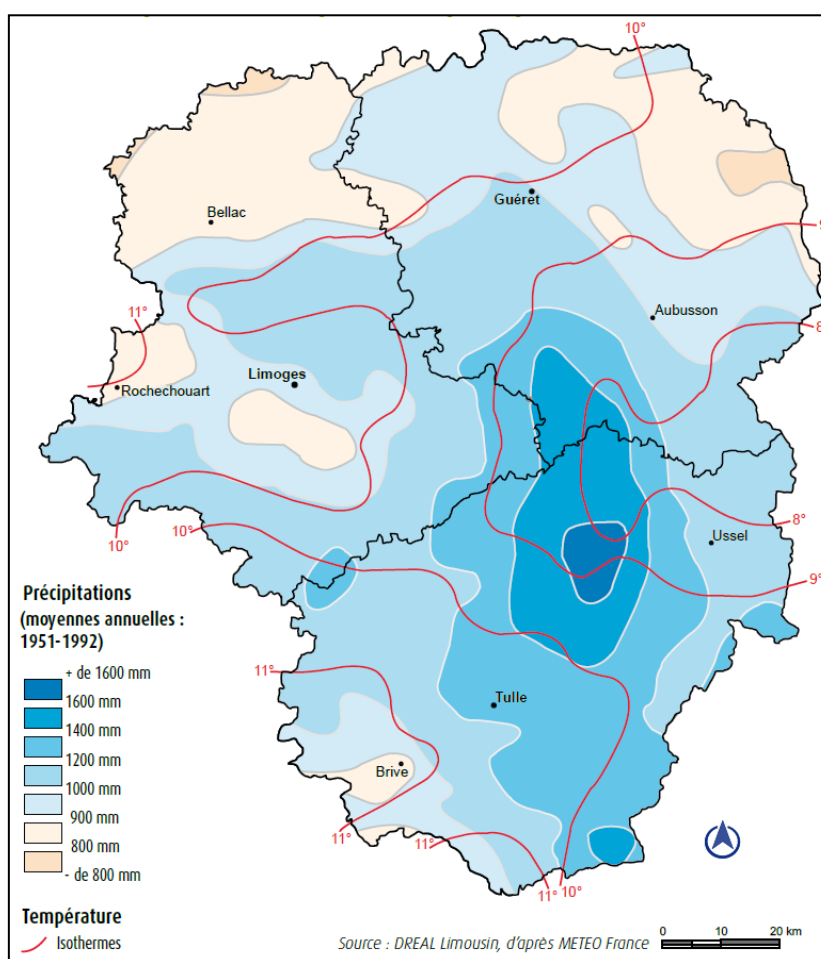 10°
Guéret
Bellac
9
Aubusson
11°
8
Limoges
Rochechouart
8°
10°
10°
Ussel
9°
Précipitations
(moyennes annuelles :
1951-1992)
+ de 1600 mm
1600 mm
1400 mm
1200 mm
1000 mm
900 mm
800 mm
- de 800 mm
11°
Tulle
Brive
11°
11°
11°
10°
Température
Isothermes
Source : DREAL Limousin, d'après METEO France
0 10 20 km